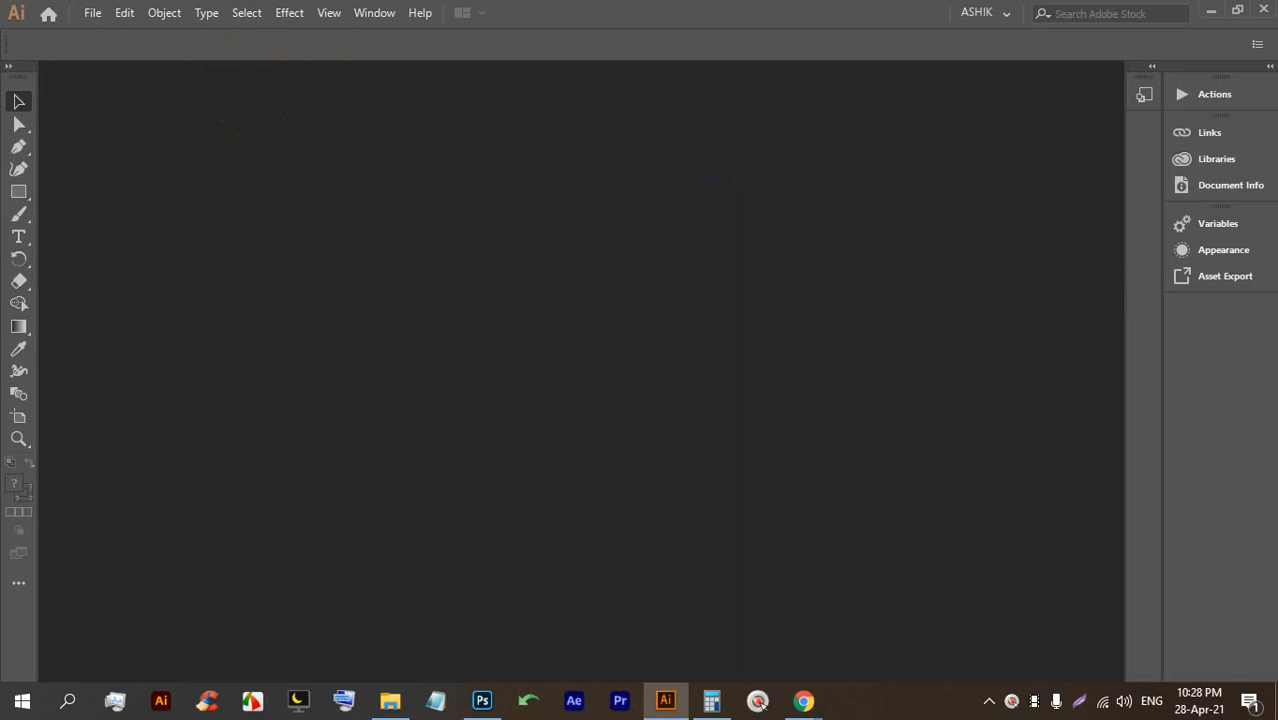 Ai File Edit Object Type Select Effect View Window Help ASHIK Search Adobe Stock
Actions
Links
Libraries
Document Info
Variables
Appearance
Asset Export
T
?
Ai Ps Ae Pr Ai ENG 10:28 PM
28-Apr-21 1